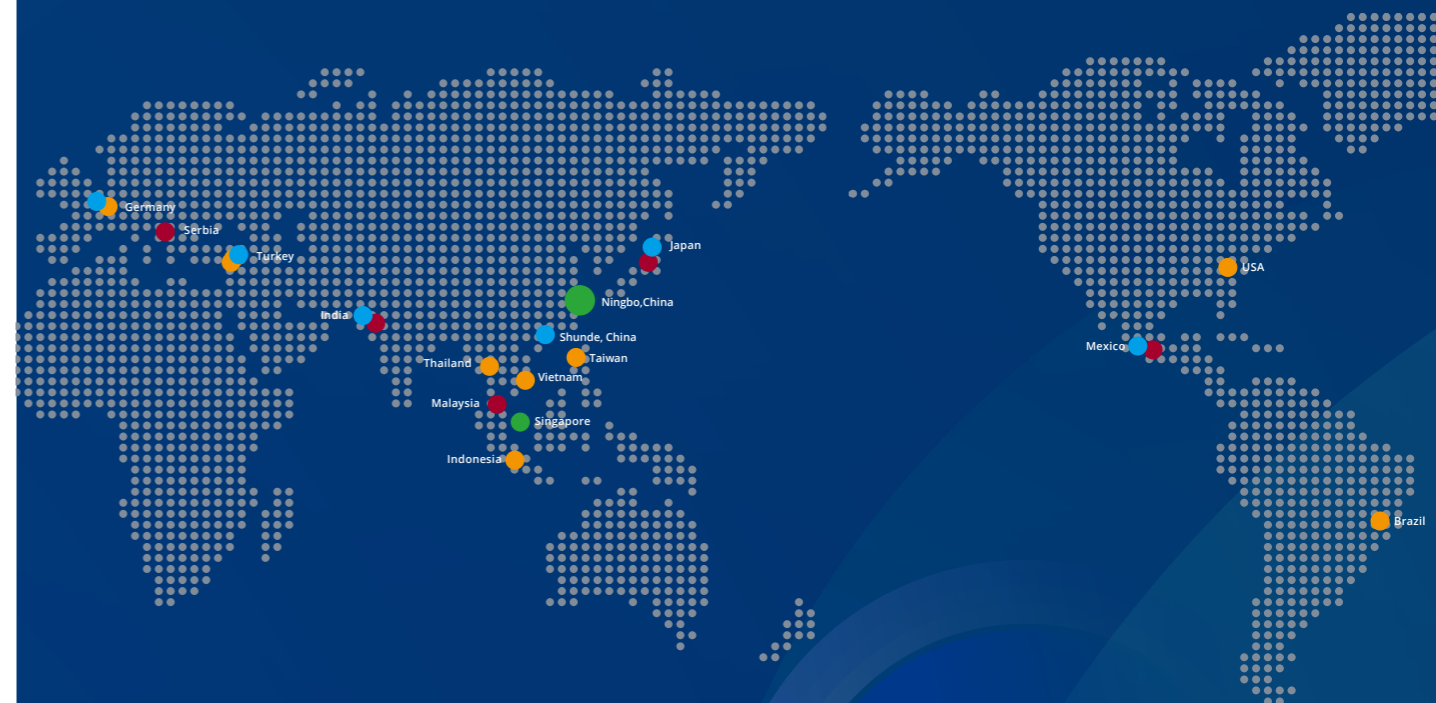 Germany
Serbia
Turkey
Japan
USA
Ningbo,China
India
Shunde, China
Mexico
Taiwan
Thailand
Vietnam
Malaysia
Singapore
Indonesia
Brazil